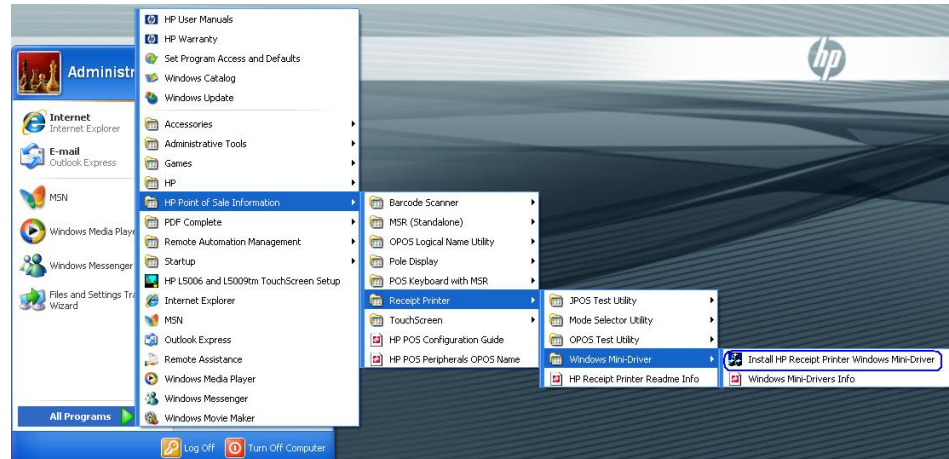 Administr
Internet
Internet Explorer
E-mail
Outlook Express
MSN
Windows Media Playe
Windows Messenger
Files and Settings Tra
Wizard
All Programs
Log Off
Turn Off Computer
HP User Manuals
HP Warranty
Set Program Access and Defaults
Windows Catalog
Windows Update
Accessories
Administrative Tools
Games
HP
HP Point of Sale Information
PDF Complete
Remote Automation Management
Startup
HP L5006 and L5009tm TouchScreen Setup
Internet Explorer
MSN
Outlook Express
Remote Assistance
Windows Media Player
Windows Messenger
Windows Movie Maker
Barcode Scanner
MSR (Standalone)
OPOS Logical Name Utility
Pole Display
POS Keyboard with MSR
Receipt Printer
TouchScreen
HP POS Configuration Guide
HP POS Peripherals OPOS Name
JPOS Test Utility
Mode Selector Utility
OPOS Test Utility
Windows Mini-Driver
HP Receipt Printer Readme Info
Install HP Receipt Printer Windows Mini-Driver
Windows Mini-Drivers Info
hp